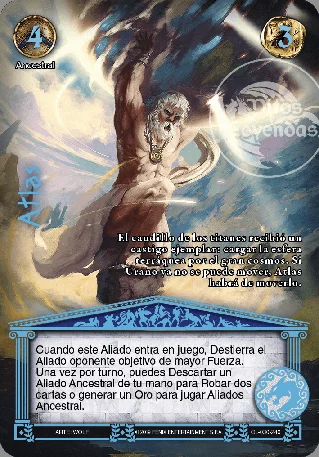 4
3
Ancestral
Mitos
Leyendas
Atlas
El caudillo de los titanes recibió un
castigo ejemplar: cargar la esfera
terráquea por el gran cosmos. Si
Urano ya no se puede mover, Atlas
habrá de moverlo.
Cuando este Aliado entra en juego, Destierra el
Aliado oponente objetivo de mayor Fuerza.
Una vez por turno, puedes Descartar un
Aliado Ancestral de tu mano para Robar dos
cartas o generar un Oro para jugar Aliados
Ancestral.